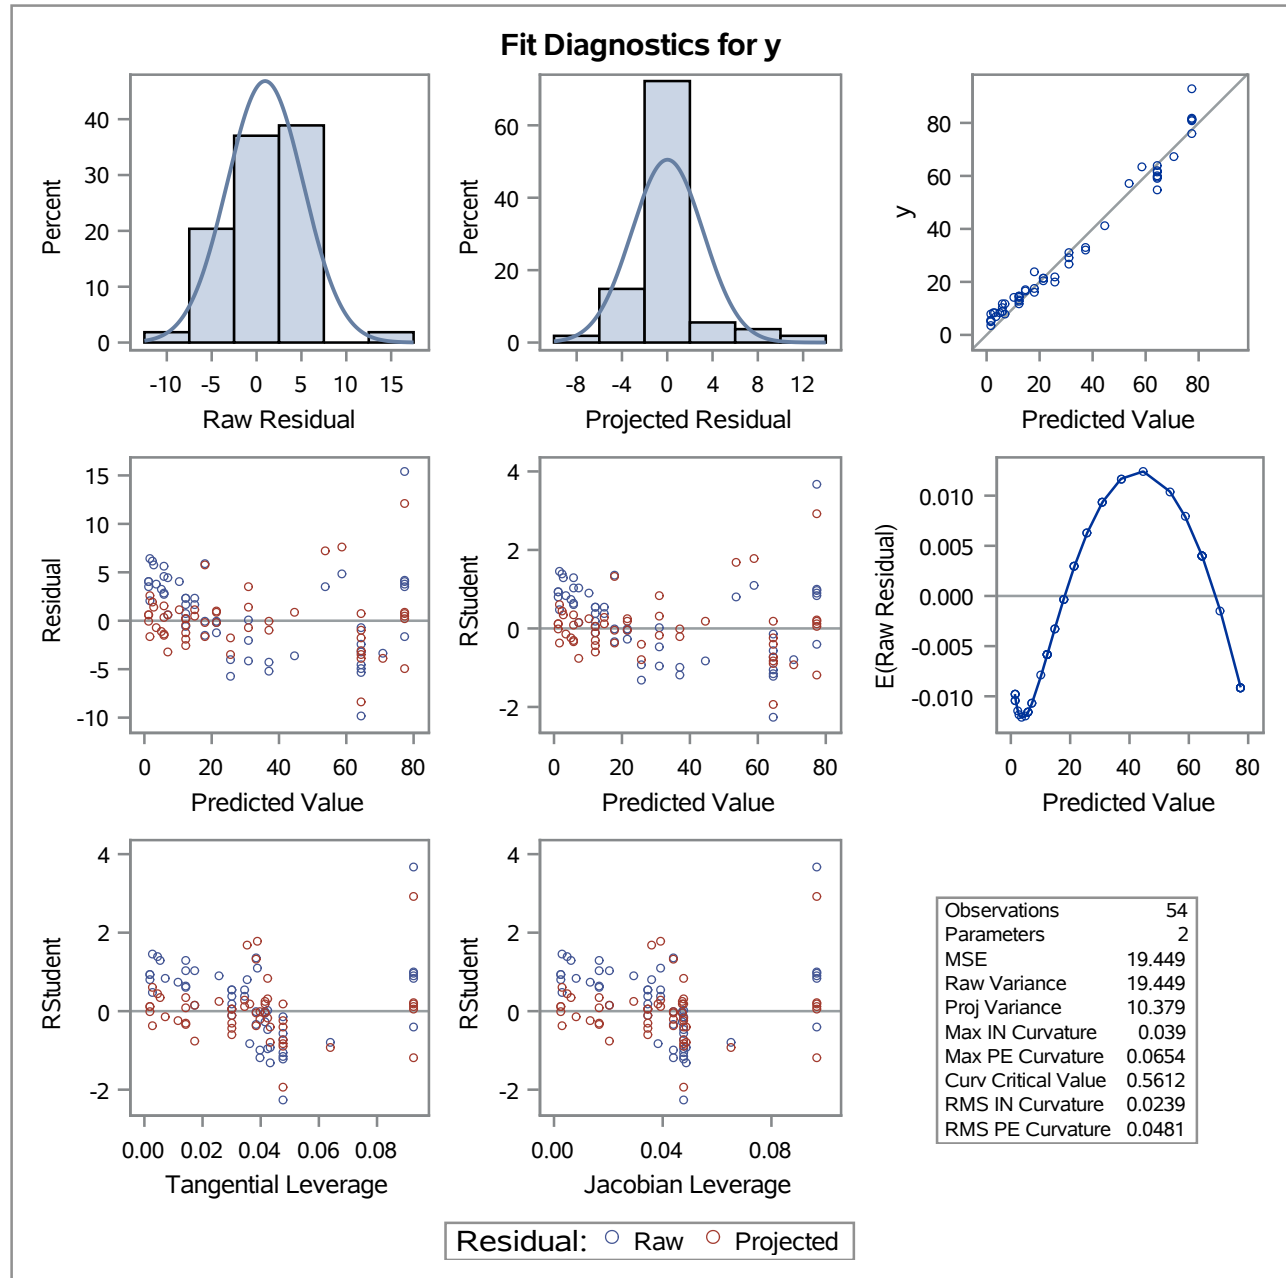 Fit Diagnostics for y
Percent
40
30
20
10
0
-10 -5 0 5 10 15
Raw Residual
Percent
60
40
20
0
-8 -4 0 4 8 12
Projected Residual
y
80
60
40
20
0
0 20 40 60 80
Predicted Value
Residual
15
10
5
0
-5
-10
0 20 40 60 80
Predicted Value
RStudent
4
2
0
-2
0 20 40 60 80
Predicted Value
E(Raw Residual)
0.010
0.005
0.000
-0.005
-0.010
0 20 40 60 80
Predicted Value
RStudent
4
2
0
-2
0.00 0.02 0.04 0.06 0.08
Tangential Leverage
RStudent
4
2
0
-2
0.00 0.04 0.08
Jacobian Leverage
Observations 54
Parameters 2
MSE 19.449
Raw Variance 19.449
Proj Variance 10.379
Max IN Curvature 0.039
Max PE Curvature 0.0654
Curv Critical Value 0.5612
RMS IN Curvature 0.0239
RMS PE Curvature 0.0481
Residual: Raw Projected